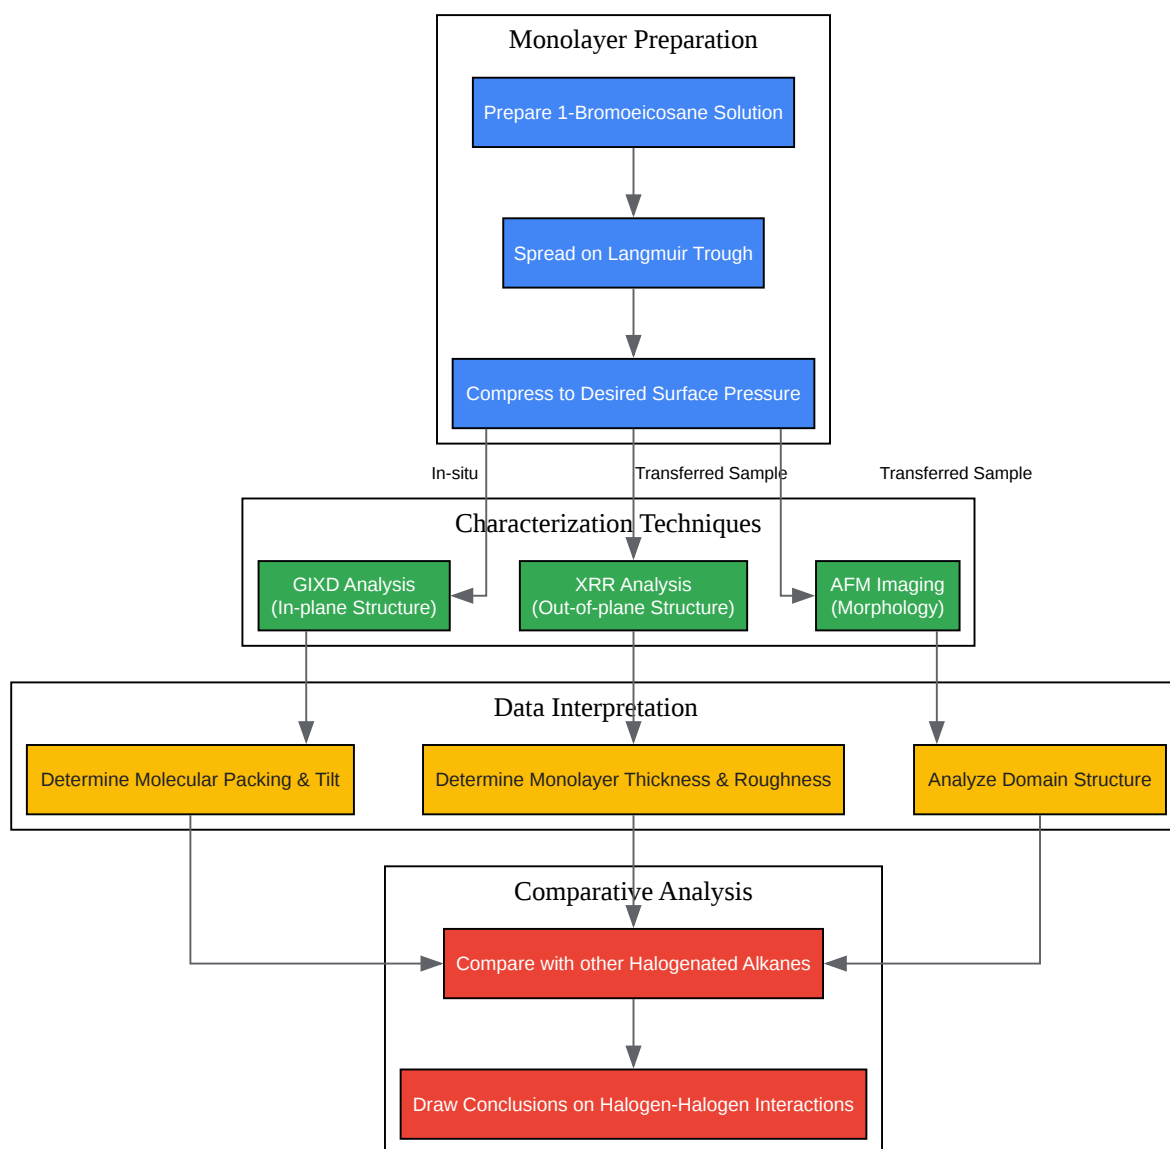 Monolayer Preparation
Prepare 1-Bromoeicosane Solution
Spread on Langmuir Trough
Compress to Desired Surface Pressure
In-situ
Transferred Sample
Transferred Sample
Characterization Techniques
GIXD Analysis
(In-plane Structure)
XRR Analysis
(Out-of-plane Structure)
AFM Imaging
(Morphology)
Data Interpretation
Determine Molecular Packing & Tilt
Determine Monolayer Thickness & Roughness
Analyze Domain Structure
Comparative Analysis
Compare with other Halogenated Alkanes
Draw Conclusions on Halogen-Halogen Interactions